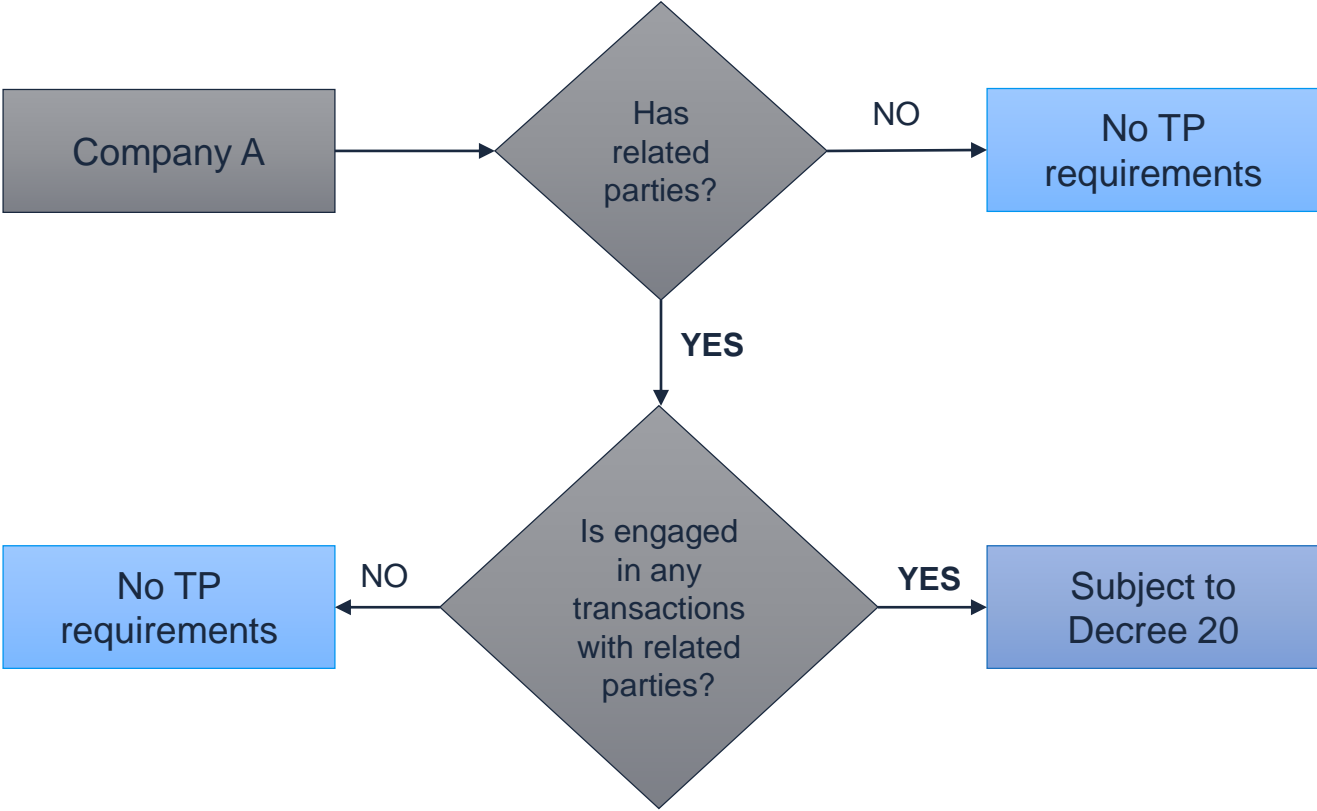 Company A
Has
related
parties?
NO
No TP
requirements
YES
No TP
requirements
NO
Is engaged
in any
transactions
with related
parties?
YES
Subject to
Decree 20